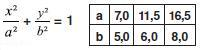 x²/a² + y²/b² = 1
a 7,0 11,5 16,5
b 5,0 6,0 8,0